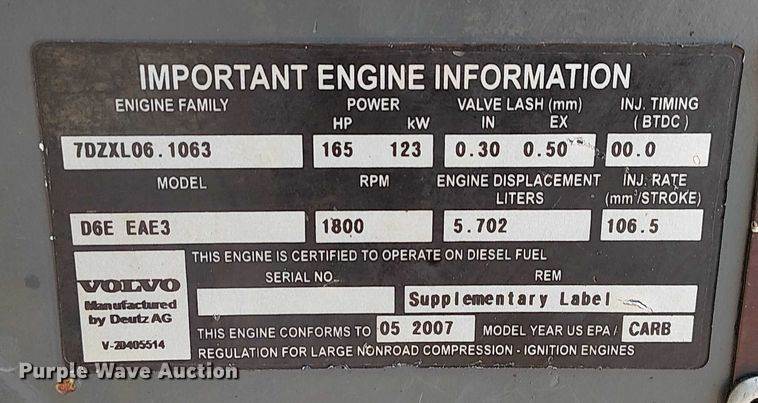 IMPORTANT ENGINE INFORMATION
ENIGINE FAMILY POWER VALVE LASH (mm) INJ. TIMING
HP kW IN EX (BTDC)
7DZXL06.1063 165 123 0.30 0.50 00.0
MODEL RPM ENGINE DISPLACEMENT INJ. RATE
LITERS (mm³/STROKE)
D6E EAE3 1800 5.702 106.5
THIS ENGINE IS CERTIFIED TO OPERATE ON DIESEL FUEL
SERIAL NO. REM
VOLVO
Manufactured
by Deutz AG
V-20405514
Supplementary Label
THIS ENGINE CONFORMS TO 05 2007 MODEL YEAR US EPA / CARB
REGULATION FOR LARGE NONROAD COMPRESSION - IGNITION ENGINES
Purple Wave Auction